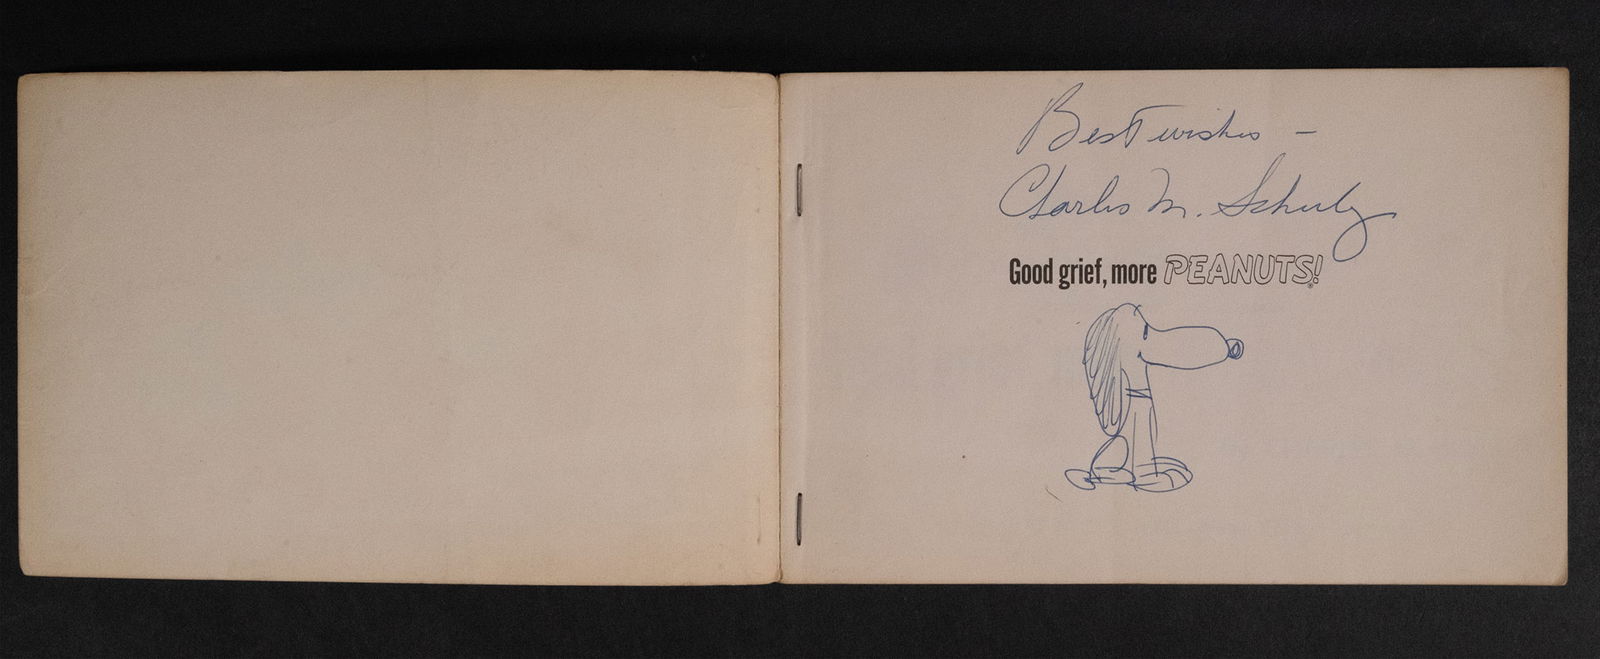 Best wishes –
Charles M. Schulz
Good grief, more PEANUTS!